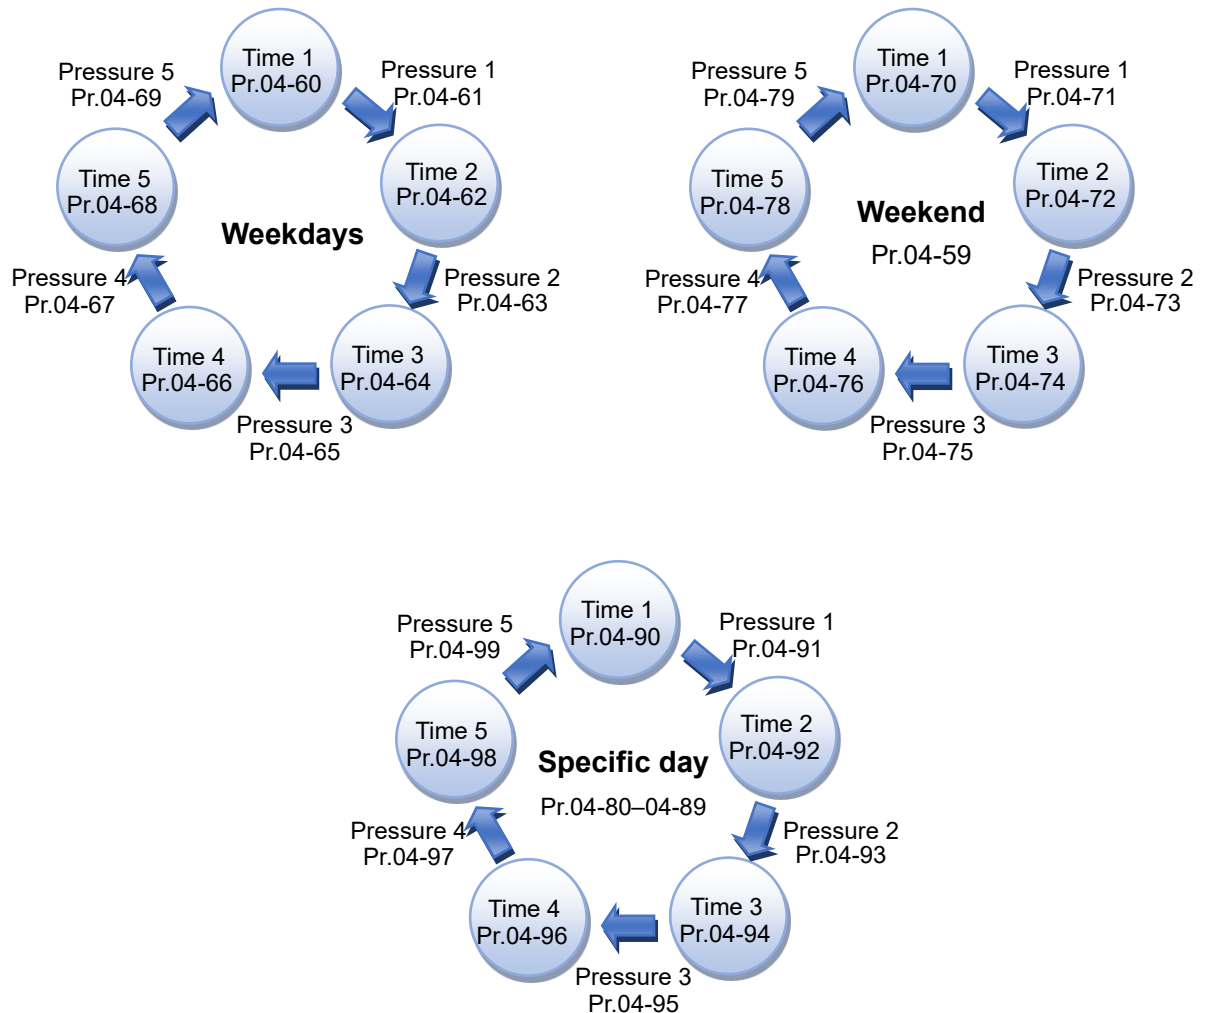 Time 1
Pr.04-60
Pressure 1
Pr.04-61
Time 2
Pr.04-62
Pressure 2
Pr.04-63
Time 3
Pr.04-64
Pressure 3
Pr.04-65
Time 4
Pr.04-66
Pressure 4
Pr.04-67
Time 5
Pr.04-68
Pressure 5
Pr.04-69
Weekdays
Time 1
Pr.04-70
Pressure 1
Pr.04-71
Time 2
Pr.04-72
Pressure 2
Pr.04-73
Time 3
Pr.04-74
Pressure 3
Pr.04-75
Time 4
Pr.04-76
Pressure 4
Pr.04-77
Time 5
Pr.04-78
Pressure 5
Pr.04-79
Weekend
Pr.04-59
Time 1
Pr.04-90
Pressure 1
Pr.04-91
Time 2
Pr.04-92
Pressure 2
Pr.04-93
Time 3
Pr.04-94
Pressure 3
Pr.04-95
Time 4
Pr.04-96
Pressure 4
Pr.04-97
Time 5
Pr.04-98
Pressure 5
Pr.04-99
Specific day
Pr.04-80–04-89